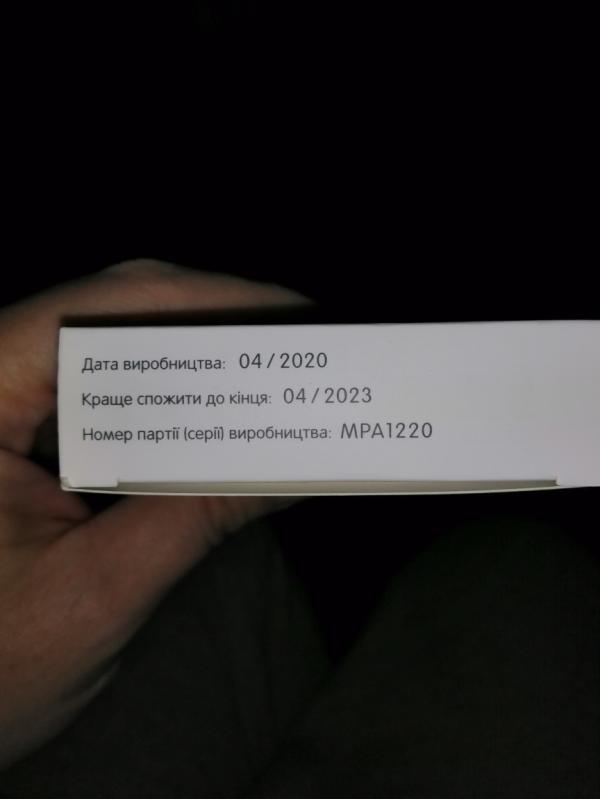 Дата виробництва: 04/2020
Краще спожити до кінця: 04/2023
Номер партії (серії) виробництва: MPA1220